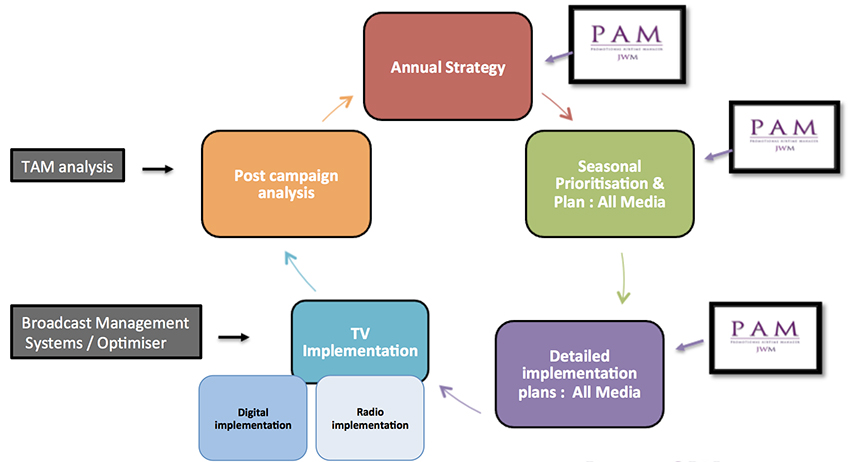 PAM
PROMOTIONAL AIRTIME MANAGER
JWM
Annual Strategy
PAM
PROMOTIONAL AIRTIME MANAGER
JWM
TAM analysis
Post campaign
analysis
Seasonal
Prioritisation &
Plan : All Media
Broadcast Management
Systems / Optimiser
TV
Implementation
PAM
PROMOTIONAL AIRTIME MANAGER
JWM
Detailed
implementation
plans : All Media
Digital
implementation
Radio
implementation